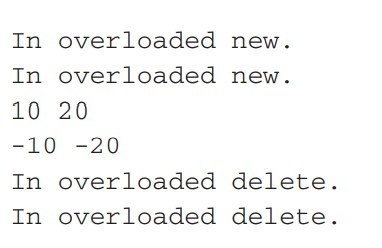 In overloaded new.
In overloaded new.
10 20
-10 -20
In overloaded delete.
In overloaded delete.